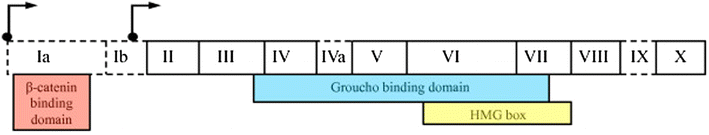 Ia Ib II III IV IVa V VI VII VIII IX X
β-catenin
binding
domain
Groucho binding domain
HMG box